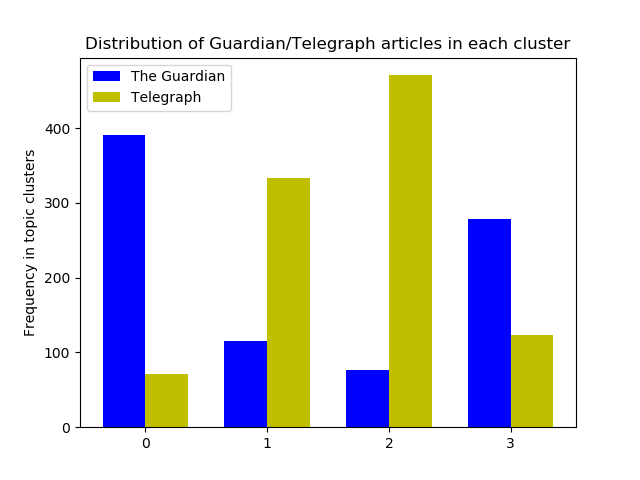 Distribution of Guardian/Telegraph articles in each cluster
The Guardian
Telegraph
Frequency in topic clusters
400
300
200
100
0
0 1 2 3